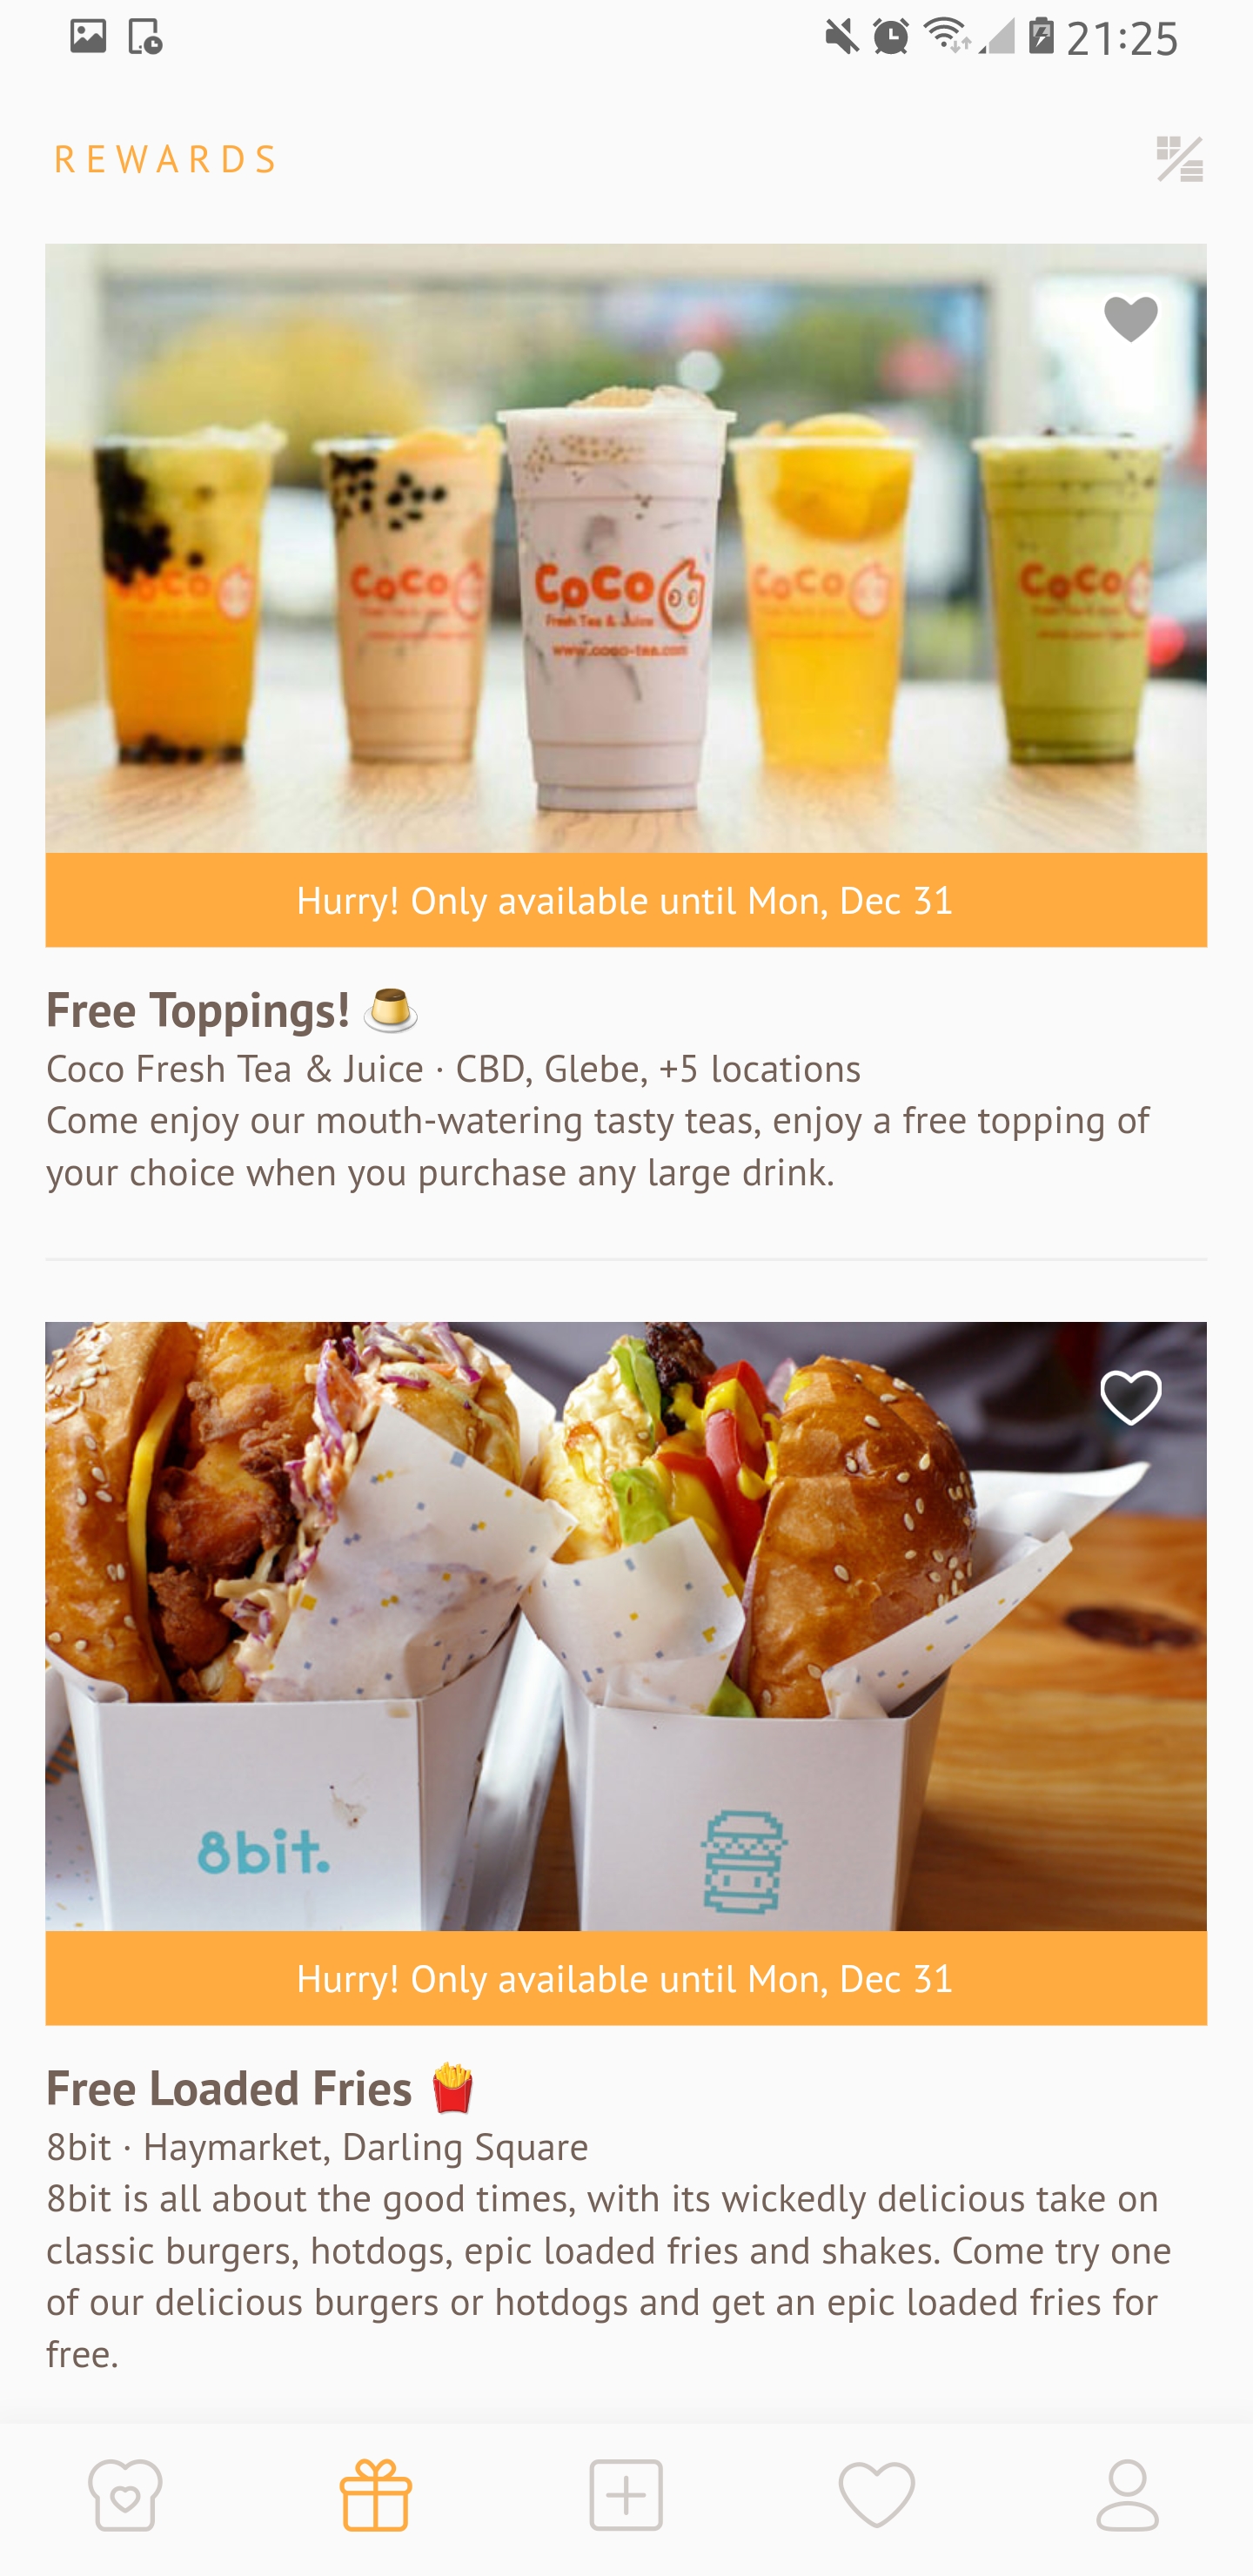 21:25
REWARDS
CoCo CoCo CoCo CoCo CoCo
Fresh Tea & Juice
www.coco-tea.com
Hurry! Only available until Mon, Dec 31
Free Toppings!
Coco Fresh Tea & Juice · CBD, Glebe, +5 locations
Come enjoy our mouth-watering tasty teas, enjoy a free topping of
your choice when you purchase any large drink.
8bit.
Hurry! Only available until Mon, Dec 31
Free Loaded Fries
8bit · Haymarket, Darling Square
8bit is all about the good times, with its wickedly delicious take on
classic burgers, hotdogs, epic loaded fries and shakes. Come try one
of our delicious burgers or hotdogs and get an epic loaded fries for
free.